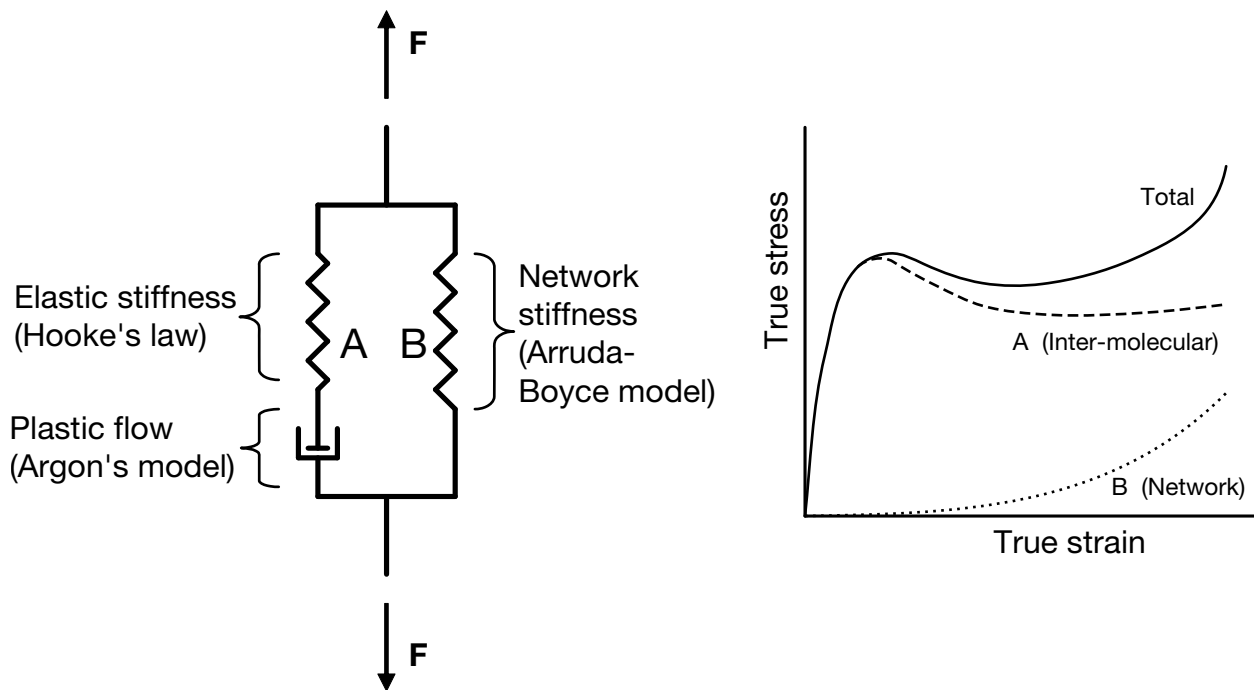 F
Elastic stiffness
(Hooke's law)
A
B
Network
stiffness
(Arruda-
Boyce model)
Plastic flow
(Argon's model)
F
True stress
Total
A (Inter-molecular)
B (Network)
True strain